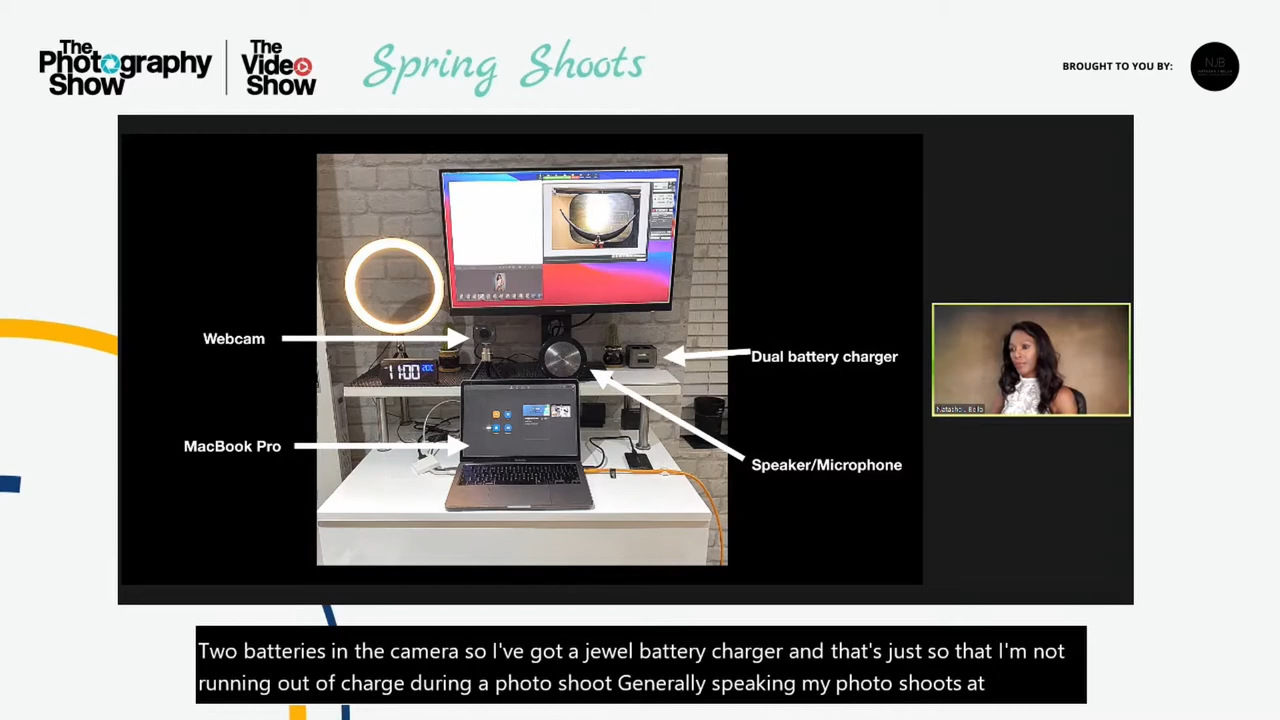 The
Photography
Show
The
Video
Show
Spring Shoots
BROUGHT TO YOU BY:
NJB
Webcam
Dual battery charger
11:00
MacBook Pro
Speaker/Microphone
Two batteries in the camera so I've got a jewel battery charger and that's just so that I'm not
running out of charge during a photo shoot Generally speaking my photo shoots at